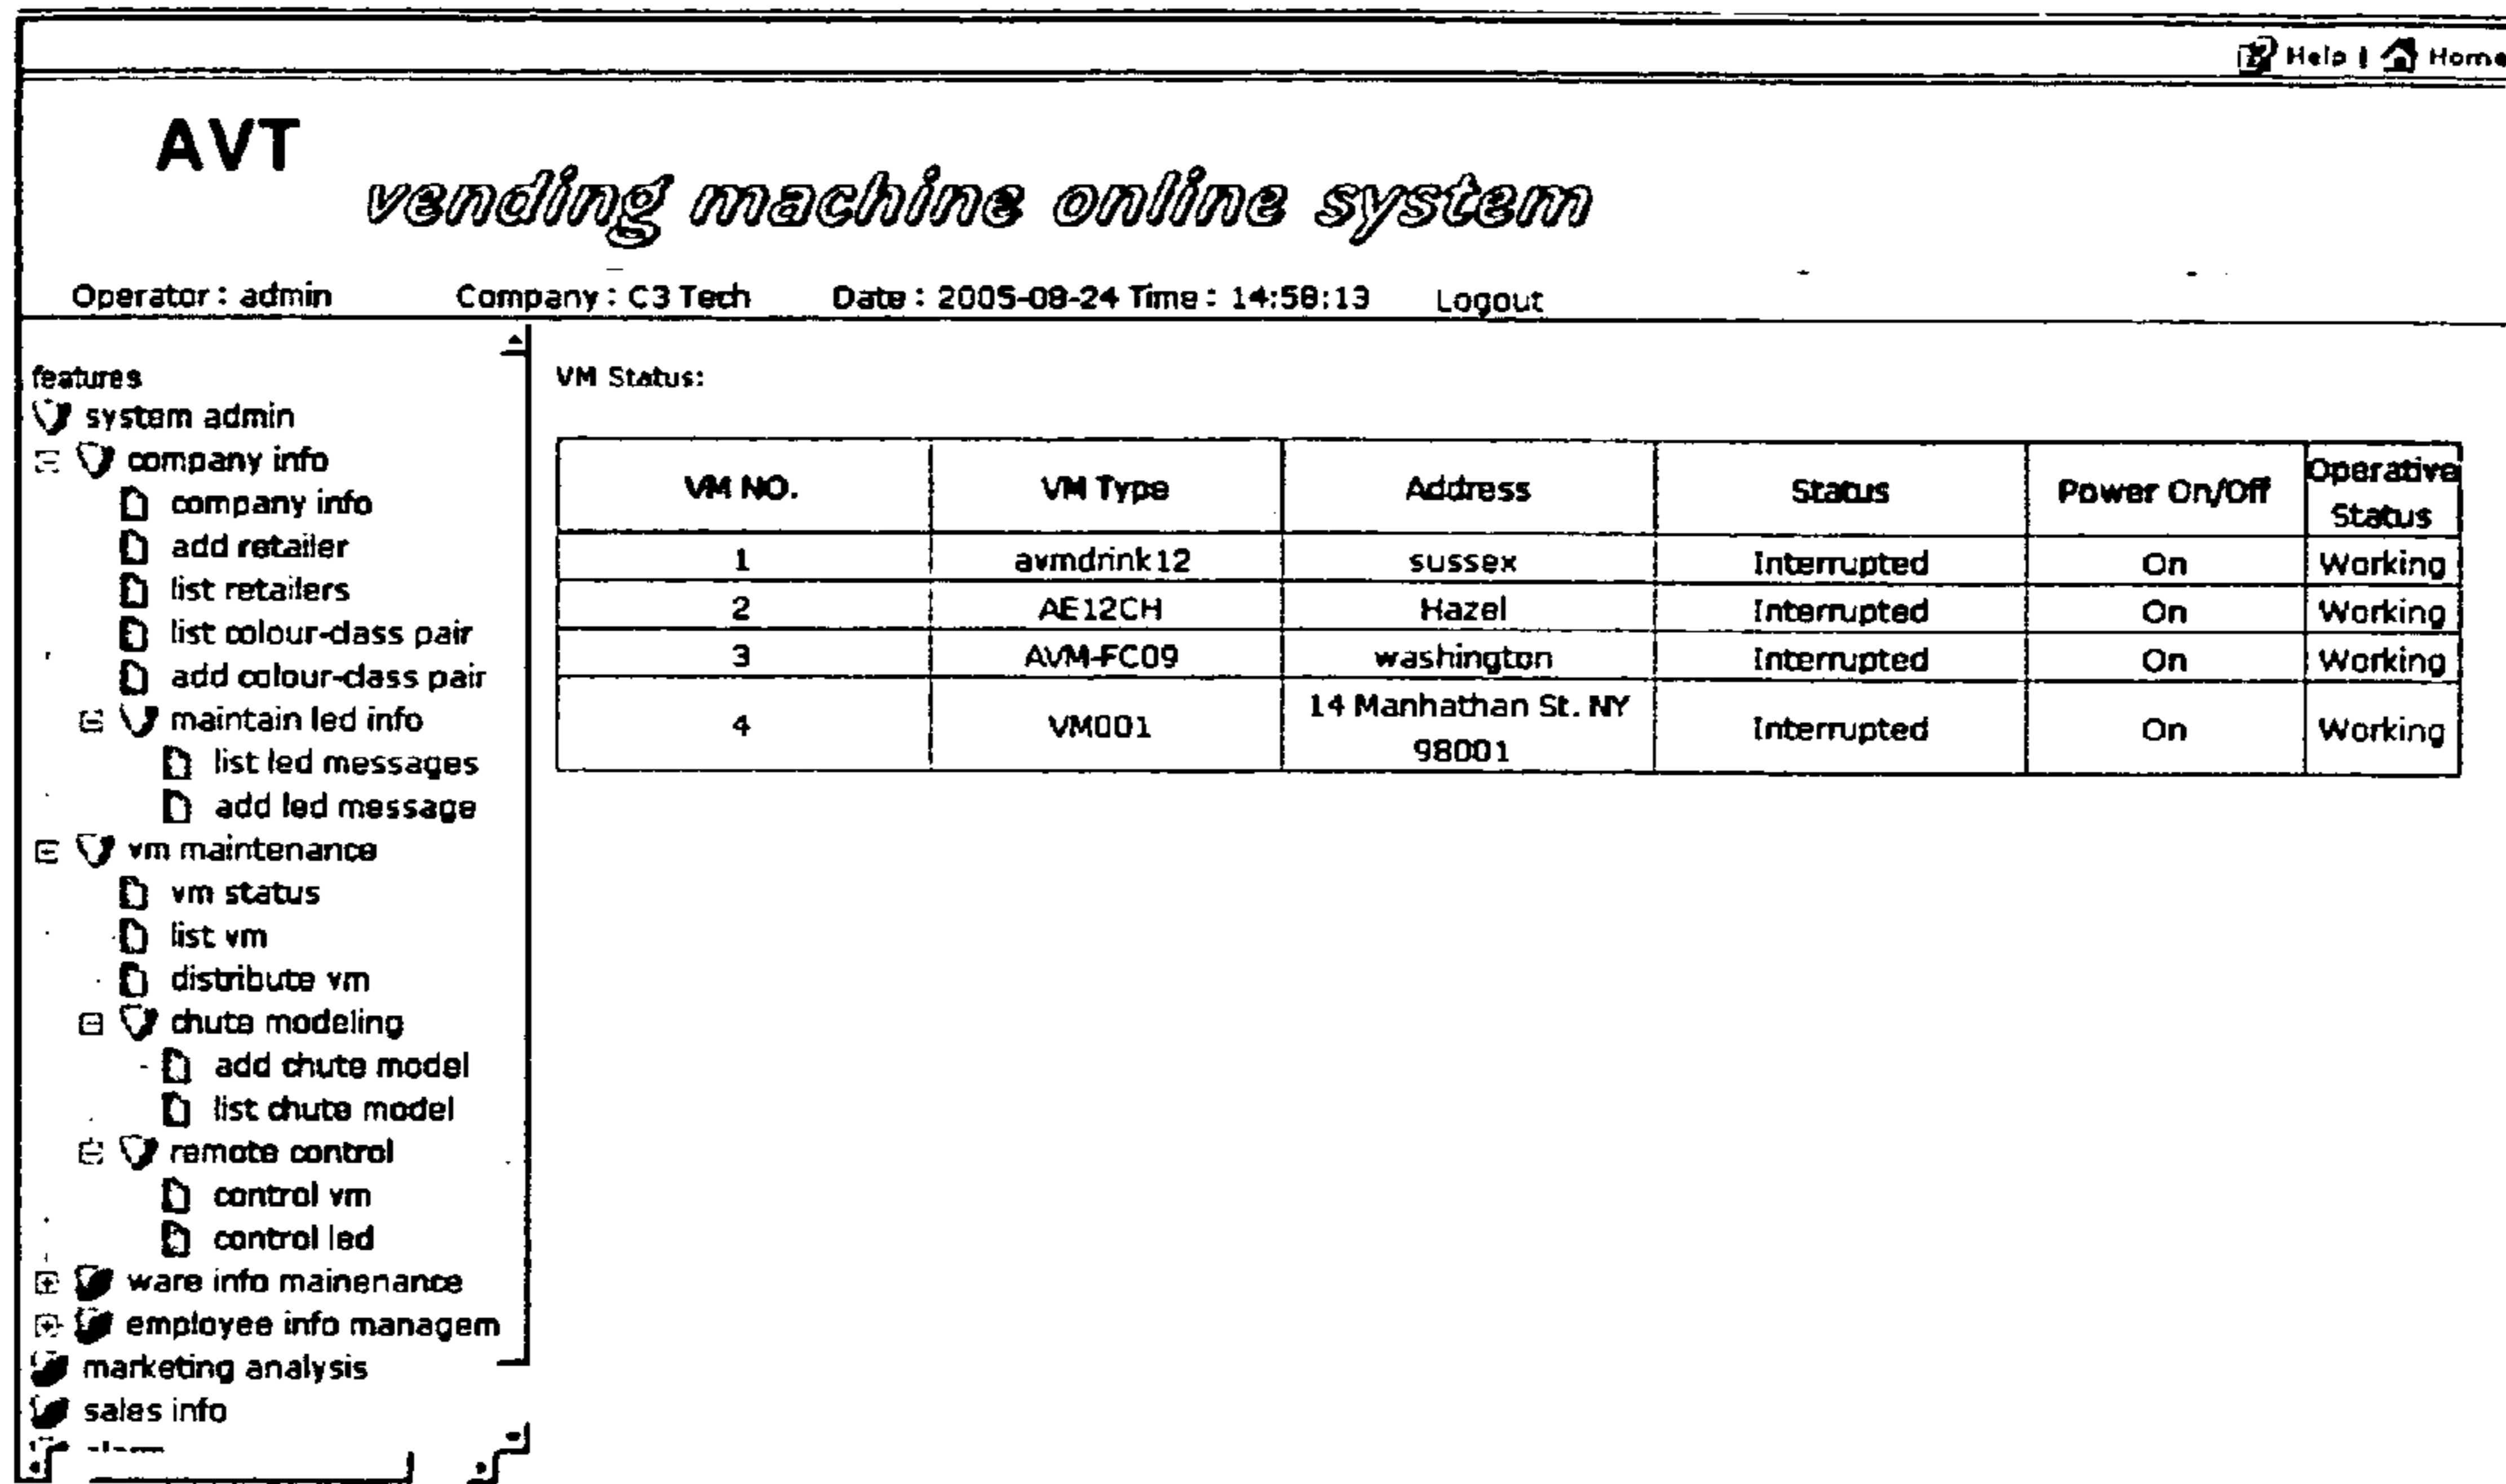 Help | Home
AVT
vending machine online system
Operator : admin Company : C3 Tech Date : 2005-08-24 Time : 14:58:13 Logout
features
system admin
company info
company info
add retailer
list retailers
list colour-class pair
add colour-class pair
maintain led info
list led messages
add led message
vm maintenance
vm status
list vm
distribute vm
chute modeling
add chute model
list chute model
remote control
control vm
control led
ware info mainenance
employee info managem
marketing analysis
sales info
VM Status:
VM NO. VM Type Address Status Power On/Off Operative Status
1 avmdrink12 sussex Interrupted On Working
2 AE12CH Hazel Interrupted On Working
3 AVM-FC09 washington Interrupted On Working
4 VM001 14 Manhathan St. NY 98001 Interrupted On Working